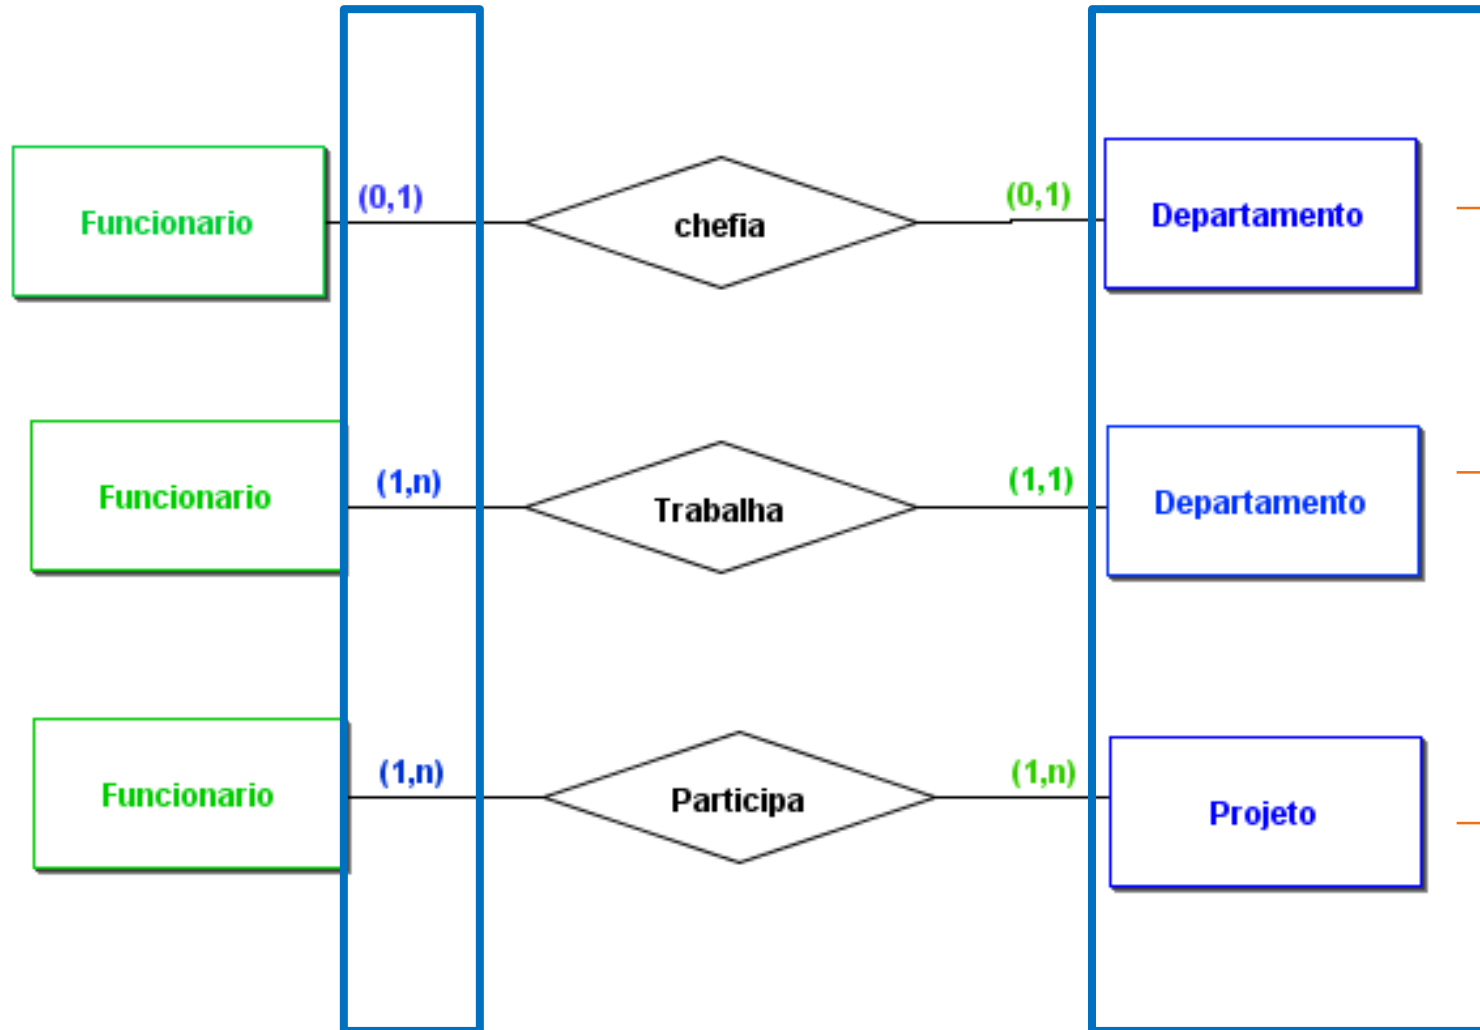 Funcionario (0,1) chefia (0,1) Departamento
Funcionario (1,n) Trabalha (1,1) Departamento
Funcionario (1,n) Participa (1,n) Projeto